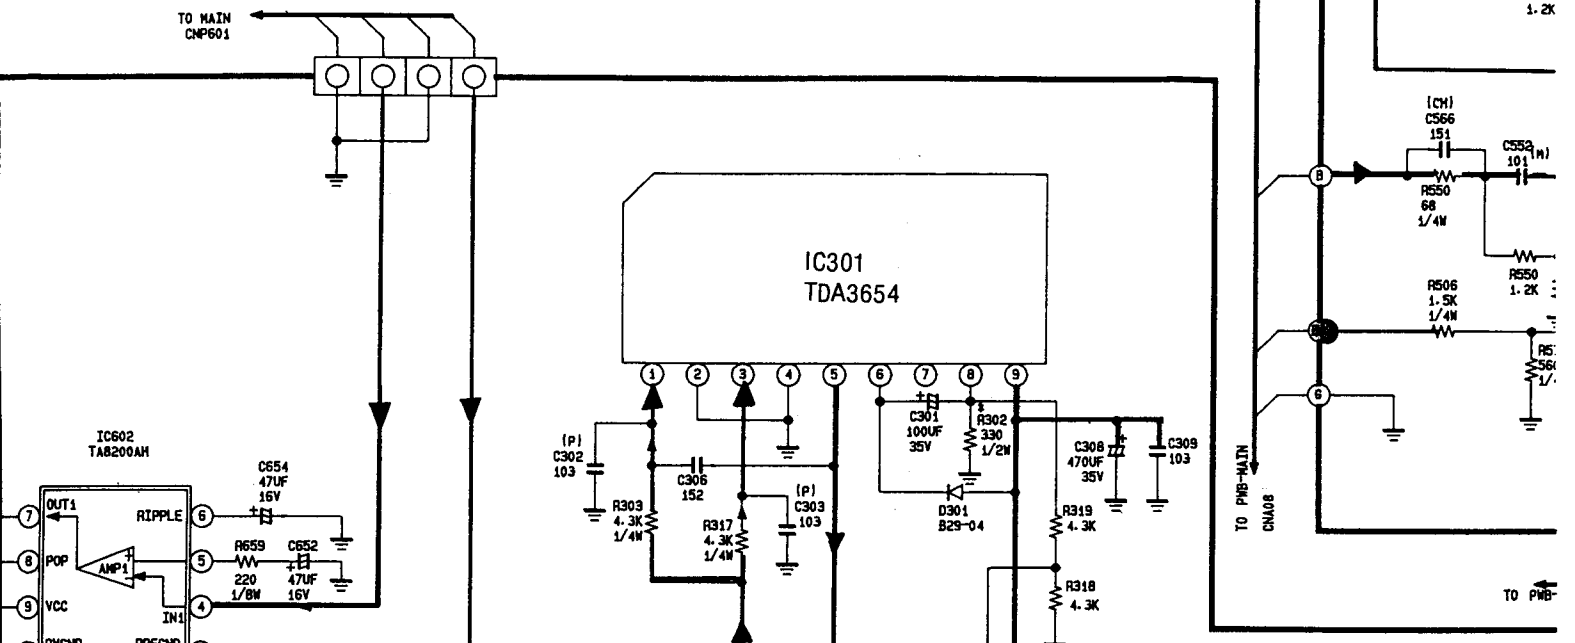 TO MAIN
CNP601
1.2K
(CM)
C566
151
C552
(M)
101
B
R550
68
1/4W
R550
1.2K
IC301
TDA3654
R506
1.5K
1/4W
1
2
3
4
5
6
7
8
9
G
IC602
TA8200AH
(P)
C302
103
C306
152
C301
100UF
35V
R302
330
1/2W
C308
470UF
35V
C309
103
C654
47UF
16V
R303
4.3K
1/4W
R317
4.3K
1/4W
(P)
C303
103
D301
B29-04
R319
4.3K
R318
4.3K
TO PWB-MAIN
CNA08
7
OUT1
RIPPLE
6
8
POP
AMP1
+
5
R659
220
1/8W
C652
47UF
16V
9
VCC
IN1
4
TO PWB-